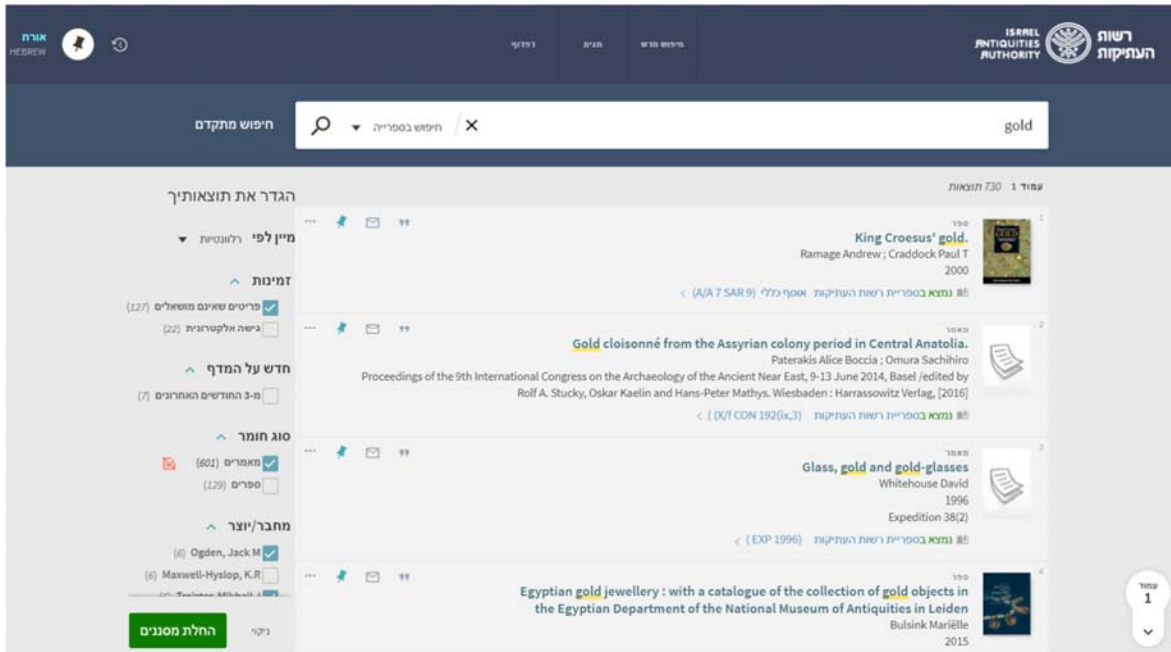 רשות
העתיקות
ISRAEL
ANTIQUITIES
AUTHORITY
חיפוש חדש
תגים
דפדוף
אורח
HEBREW
gold
חיפוש בספרייה
חיפוש מתקדם
עמוד 1 730 תוצאות
1
ספר
King Croesus' gold.
Ramage Andrew ; Craddock Paul T
2000
נמצא בספריית רשות העתיקות אוסף כללי (A/A 7 SAR 9)
2
מאמר
Gold cloisonné from the Assyrian colony period in Central Anatolia.
Paterakis Alice Boccia ; Omura Sachihiro
Proceedings of the 9th International Congress on the Archaeology of the Ancient Near East, 9-13 June 2014, Basel /edited by
Rolf A. Stucky, Oskar Kaelin and Hans-Peter Mathys. Wiesbaden : Harrassowitz Verlag, [2016]
נמצא בספריית רשות העתיקות (X/f CON 192(ix,3) )
3
מאמר
Glass, gold and gold-glasses
Whitehouse David
1996
Expedition 38(2)
נמצא בספריית רשות העתיקות (EXP 1996 )
4
ספר
Egyptian gold jewellery : with a catalogue of the collection of gold objects in
the Egyptian Department of the National Museum of Antiquities in Leiden
Bulsink Mariëlle
2015
הגדר את תוצאותיך
מיין לפי רלוונטיות
זמינות
פריטים שאינם מושאלים (127)
גישה אלקטרונית (22)
חדש על המדף
מ-3 החודשים האחרונים (7)
סוג חומר
מאמרים (601)
ספרים (129)
מחבר/יוצר
Ogden, Jack M (6)
Maxwell-Hyslop, K.R (6)
ניקוי
החלת מסננים
עמוד
1